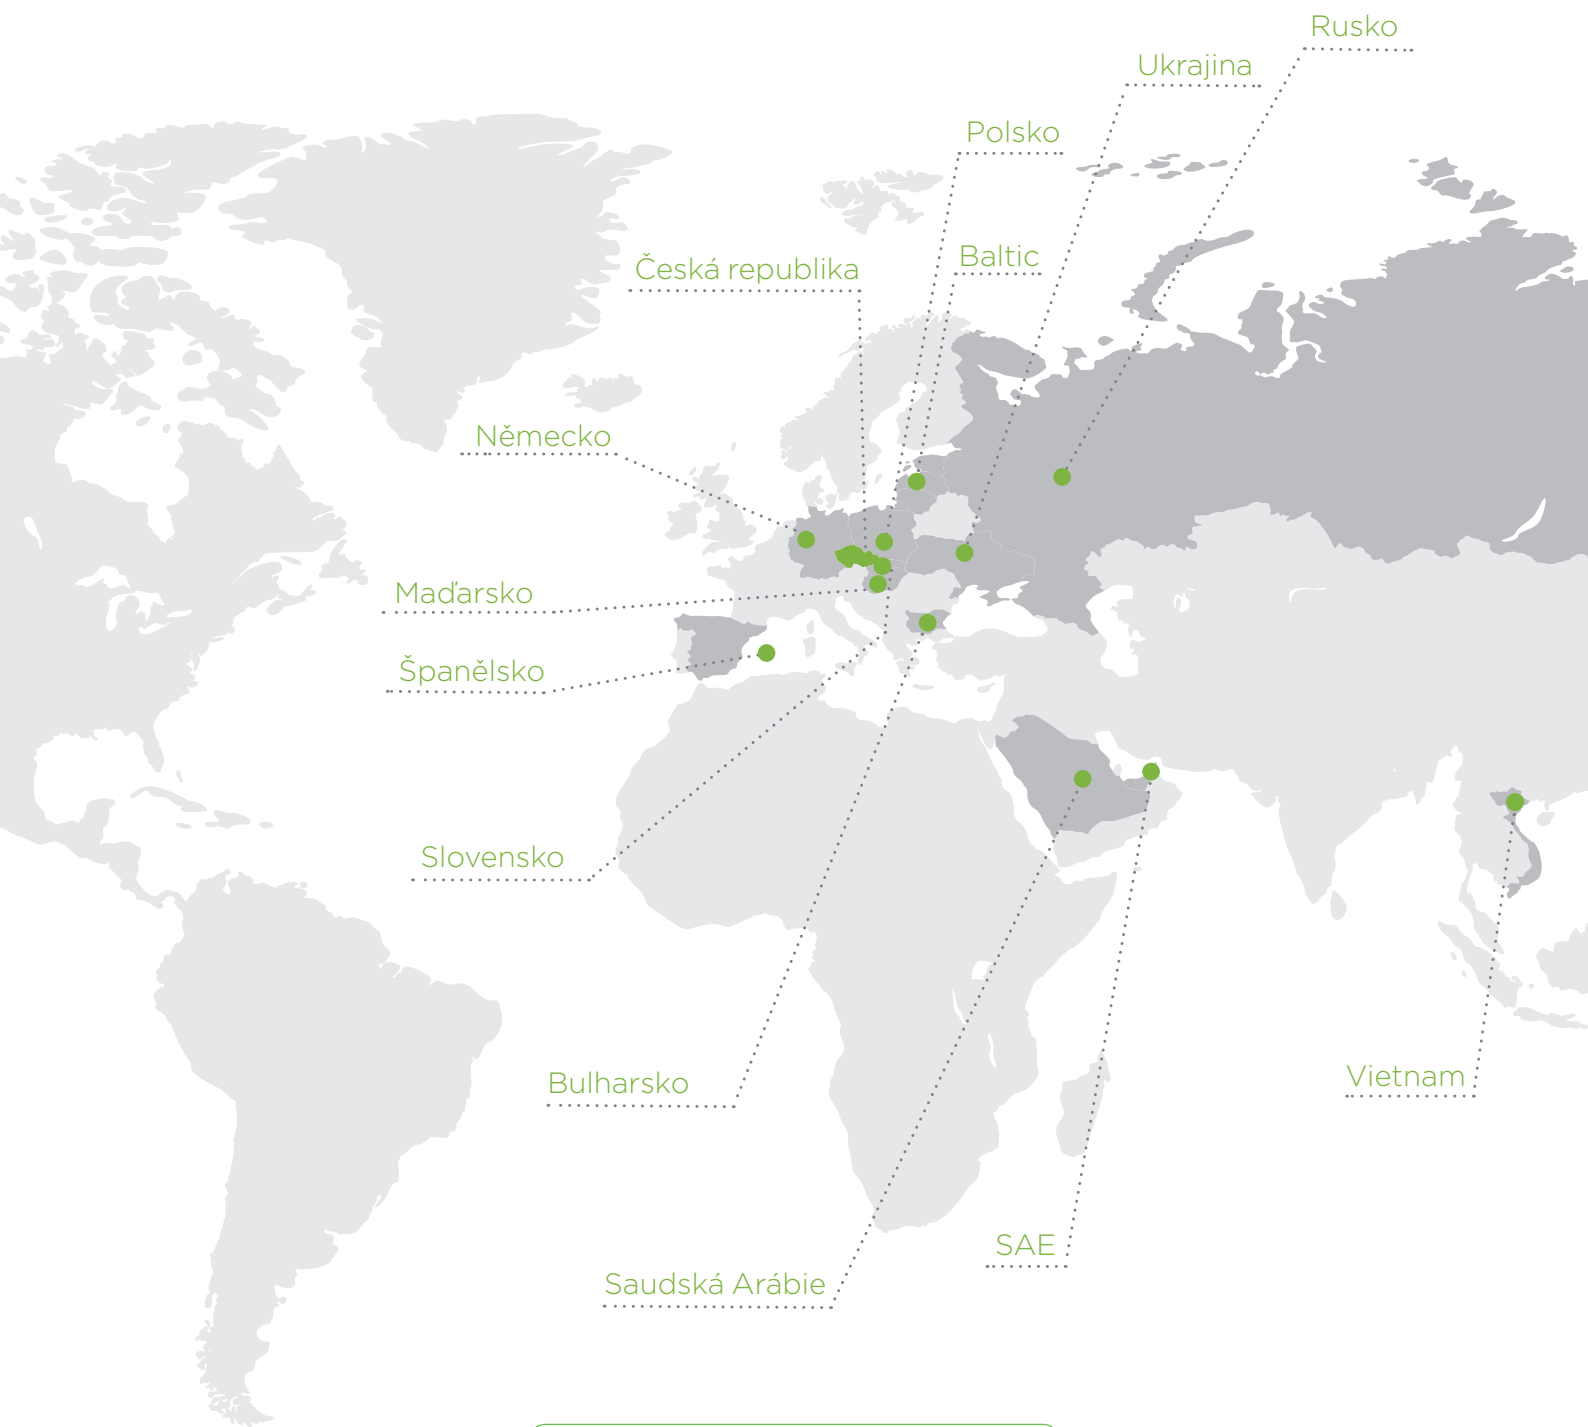 Rusko
Ukrajina
Polsko
Baltic
Česká republika
Německo
Maďarsko
Španělsko
Slovensko
Bulharsko
Vietnam
SAE
Saudská Arábie